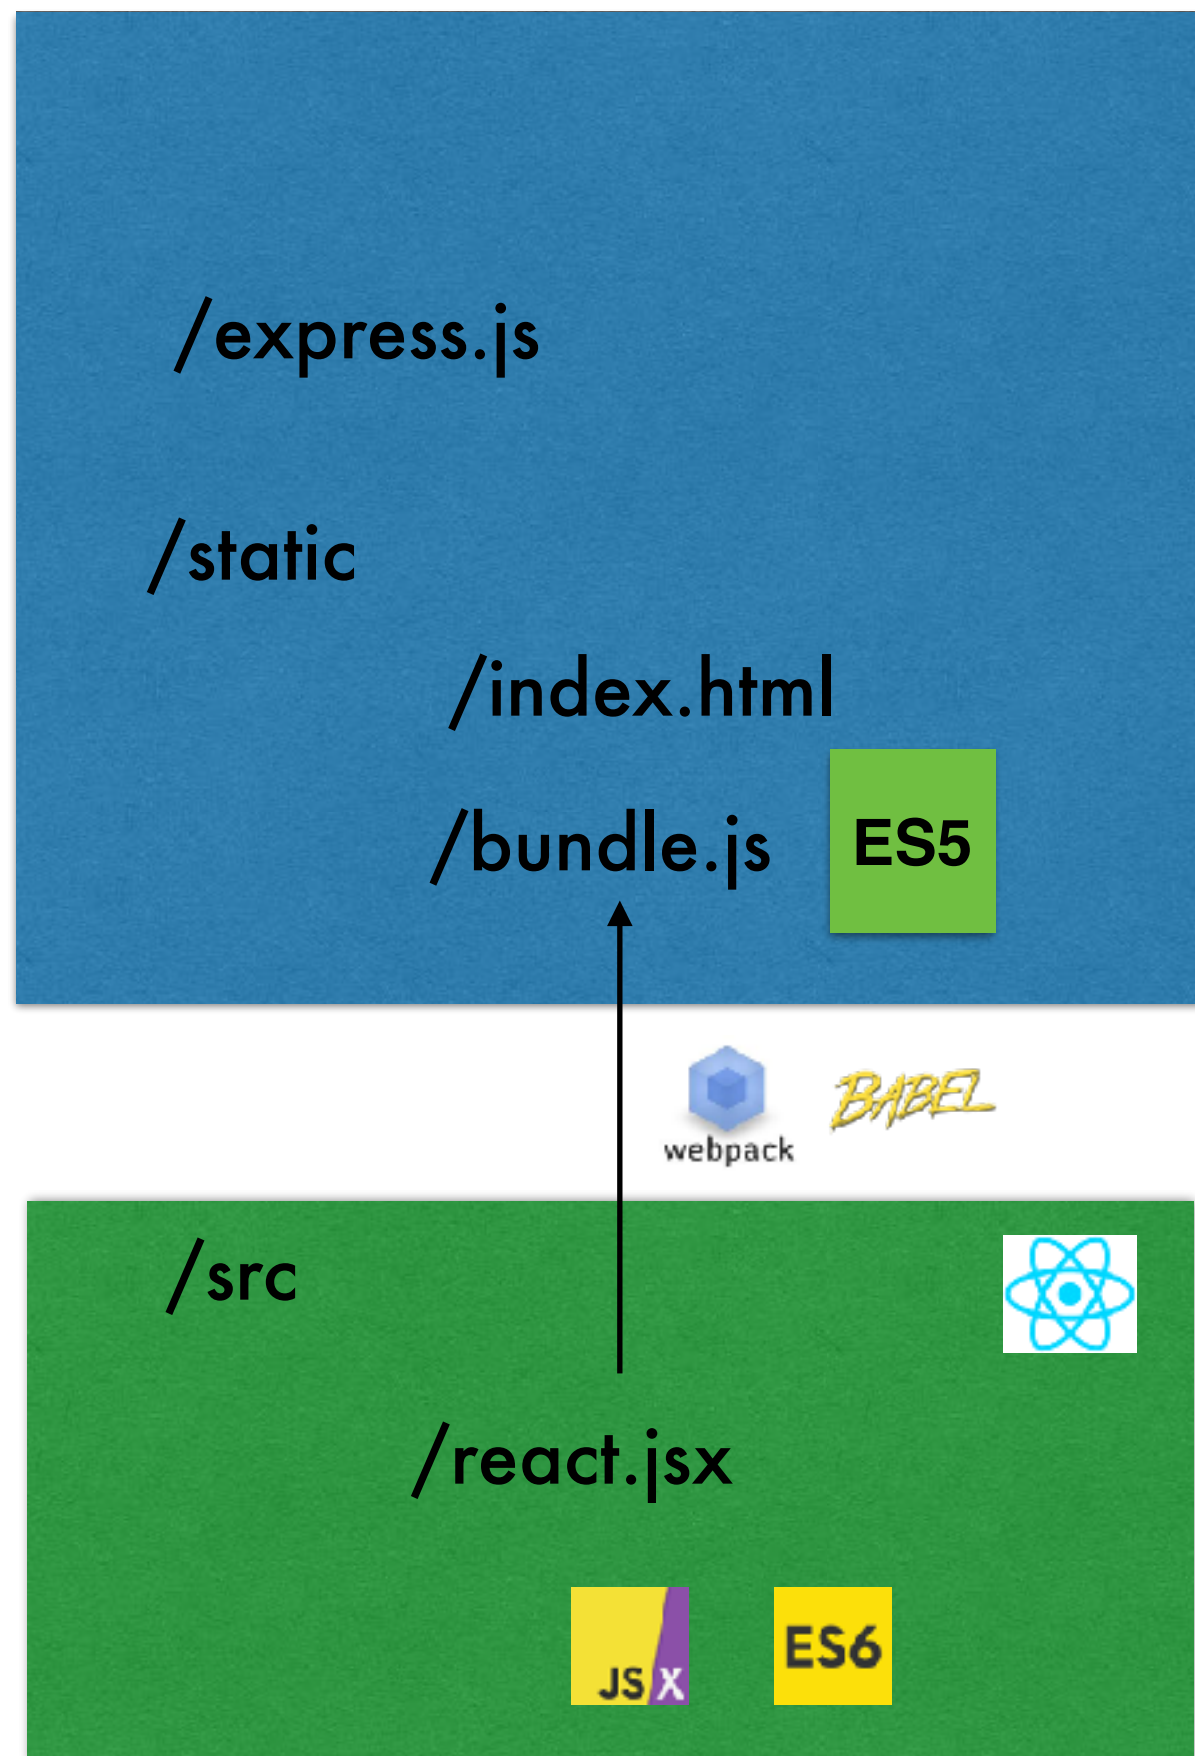 /express.js
/static
/index.html
/bundle.js
ES5
webpack
BABEL
/src
/react.jsx
JSX
ES6